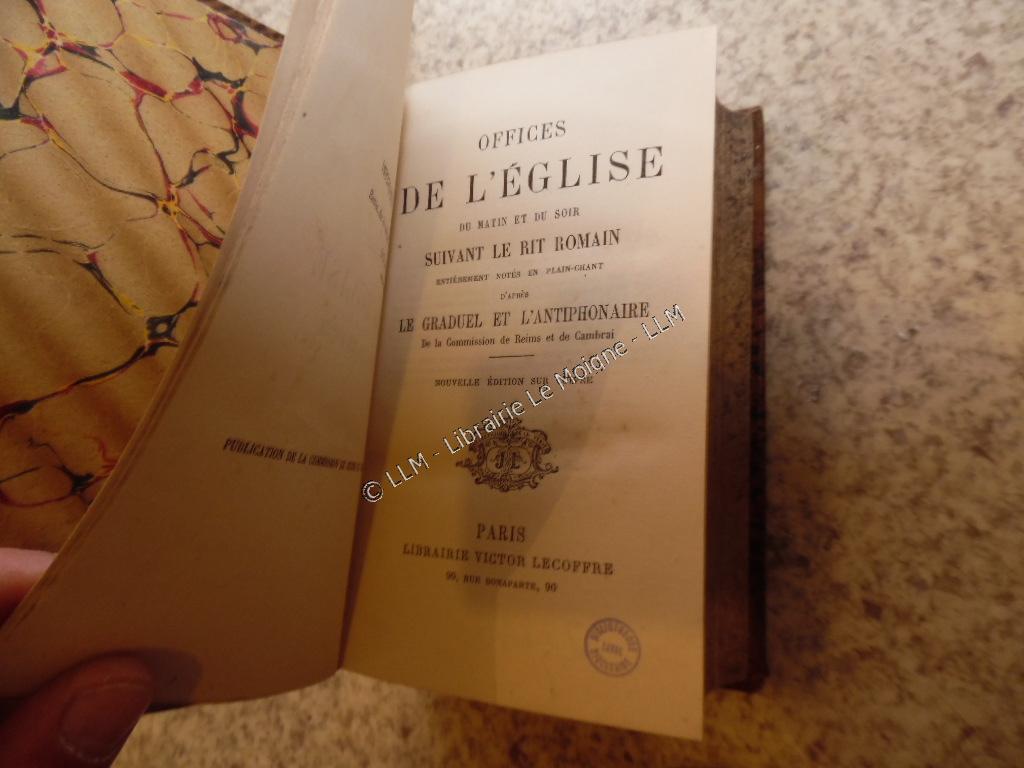 OFFICES
DE L'ÉGLISE
DU MATIN ET DU SOIR
SUIVANT LE RIT ROMAIN
ENTIÈREMENT NOTÉS EN PLAIN-CHANT
D'APRÈS
LE GRADUEL ET L'ANTIPHONAIRE
De la Commission de Reims et de Cambrai
NOUVELLE ÉDITION SUR
PARIS
LIBRAIRIE VICTOR LECOFFRE
90, RUE BONAPARTE, 90
PUBLICATION DE LA COMMISSION DE
© LLM - Librairie Le Moigne - LLM
BIBLIOTHÈQUE